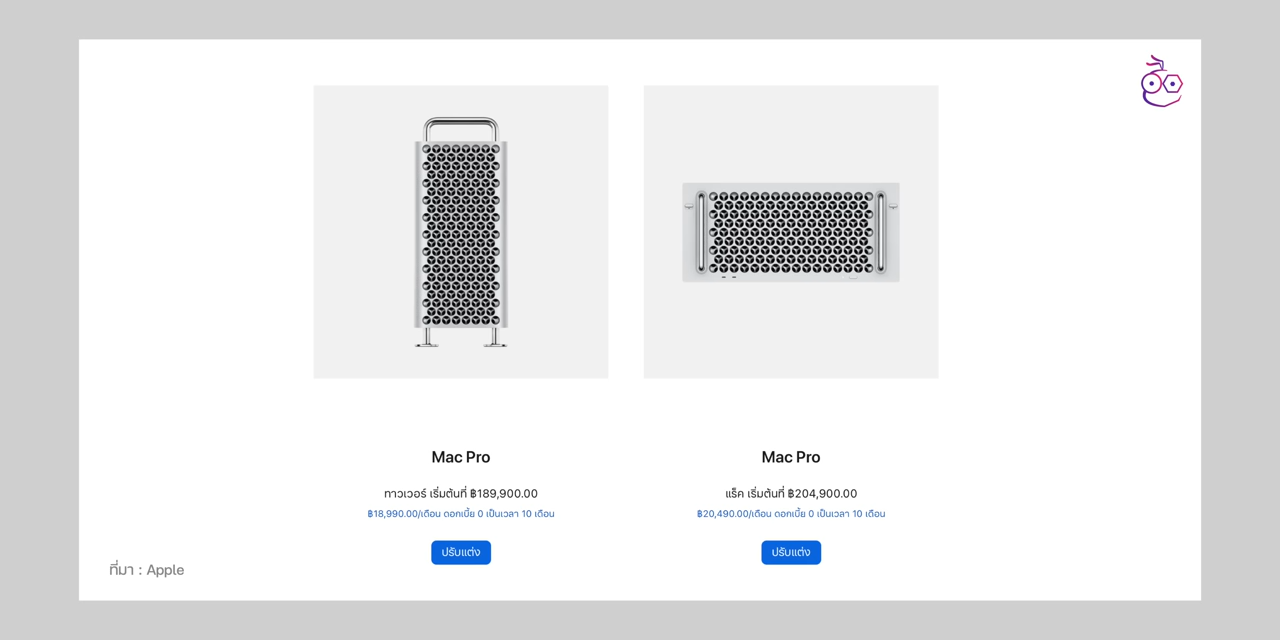 Mac Pro
ทาวเวอร์ เริ่มต้นที่ ฿189,900.00
฿18,990.00/เดือน ดอกเบี้ย 0 เป็นเวลา 10 เดือน
ปรับแต่ง
Mac Pro
แร็ค เริ่มต้นที่ ฿204,900.00
฿20,490.00/เดือน ดอกเบี้ย 0 เป็นเวลา 10 เดือน
ปรับแต่ง
ที่มา : Apple